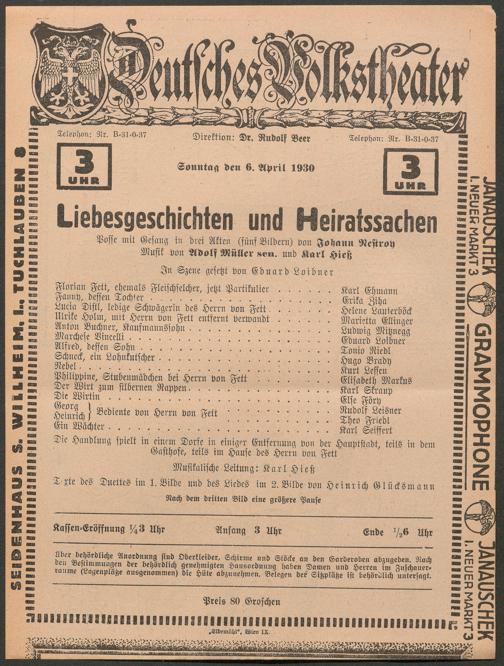 Deutsches Volkstheater
Telephon: Nr. B-31-0-37 Direktion: Dr. Rudolf Beer Telephon: Nr. B-31-0-37
3 UHR Sonntag den 6. April 1930 3 UHR
Liebesgeschichten und Heiratssachen
Posse mit Gesang in drei Akten (fünf Bildern) von Johann Nestroy
Musik von Adolf Müller sen. und Karl Hieß
In Szene gesetzt von Eduard Loibner
Florian Fett, ehemals Fleischselcher, jetzt Partikulier . . . Karl Ehmann
Fanny, dessen Tochter . . . Erika Ziha
Lucia Distl, ledige Schwägerin des Herrn von Fett . . . Helene Lauterböck
Ulrike Holm, mit Herrn von Fett entfernt verwandt . . . Marietta Ellinger
Anton Buchner, Kaufmannssohn . . . Ludwig Mitznegg
Marchese Vincelli . . . Eduard Loibner
Alfred, dessen Sohn . . . Tonio Riedl
Schneck, ein Lohnkutscher . . . Hugo Brady
Nebel . . . Kurt Lessen
Philippine, Stubenmädchen bei Herrn von Fett . . . Elisabeth Markus
Der Wirt zum silbernen Rappen . . . Karl Skraup
Die Wirtin . . . Else Föry
Georg } Bediente von Herrn von Fett . . . Rudolf Leisner
Heinrich } Theo Friedl
Ein Wächter . . . Karl Seiffert
Die Handlung spielt in einem Dorfe in einiger Entfernung von der Hauptstadt, teils in dem
Gasthofe, teils im Hause des Herrn von Fett
Musikalische Leitung: Karl Hieß
T xte des Duettes im 1. Bilde und des Liedes im 2. Bilde von Heinrich Glücksmann
Nach dem dritten Bild eine größere Pause
Kassen-Eröffnung ¼3 Uhr Anfang 3 Uhr Ende ½6 Uhr
Über behördliche Anordnung sind Oberkleider, Schirme und Stöcke an den Garderoben abzugeben. Nach
den Bestimmungen der behördlich genehmigten Hausordnung haben Damen und Herren im Zuschauer-
raume (Logenplätze ausgenommen) die Hüte abzunehmen. Belegen der Sitzplätze ist behördlich untersagt.
Preis 80 Groschen
„Elbemühl", Wien IX.
SEIDENHAUS S. WILLHEIM, I., TUCHLAUBEN 8
JANAUSCHEK
I. NEUER MARKT 3
GRAMMOPHONE
JANAUSCHEK
I. NEUER MARKT 3